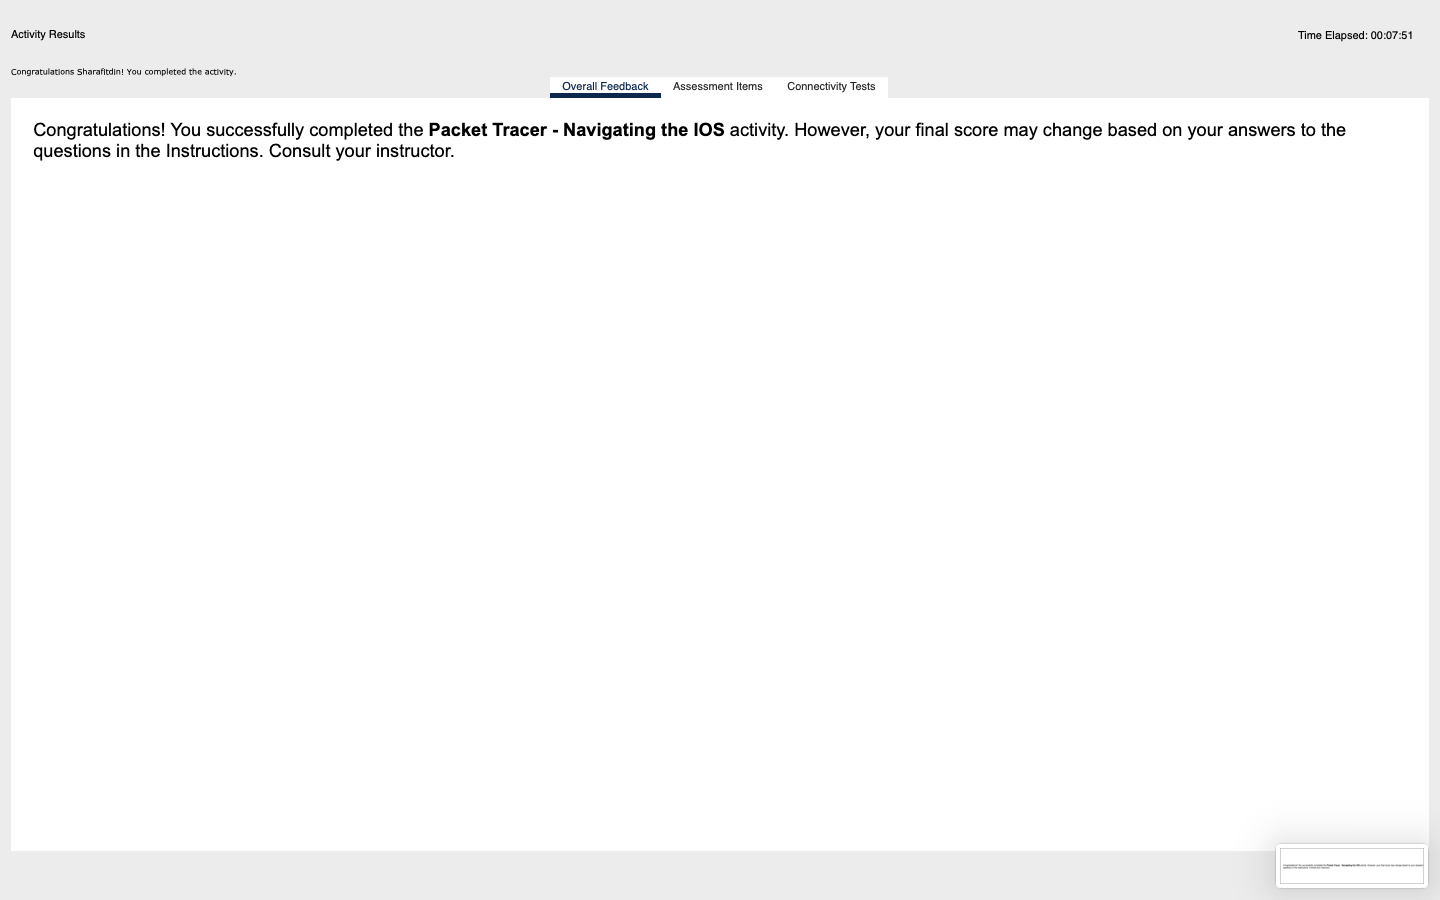 Activity Results
Time Elapsed: 00:07:51
Congratulations Sharafitdin! You completed the activity.
Overall Feedback
Assessment Items
Connectivity Tests
Congratulations! You successfully completed the Packet Tracer - Navigating the IOS activity. However, your final score may change based on your answers to the
questions in the Instructions. Consult your instructor.